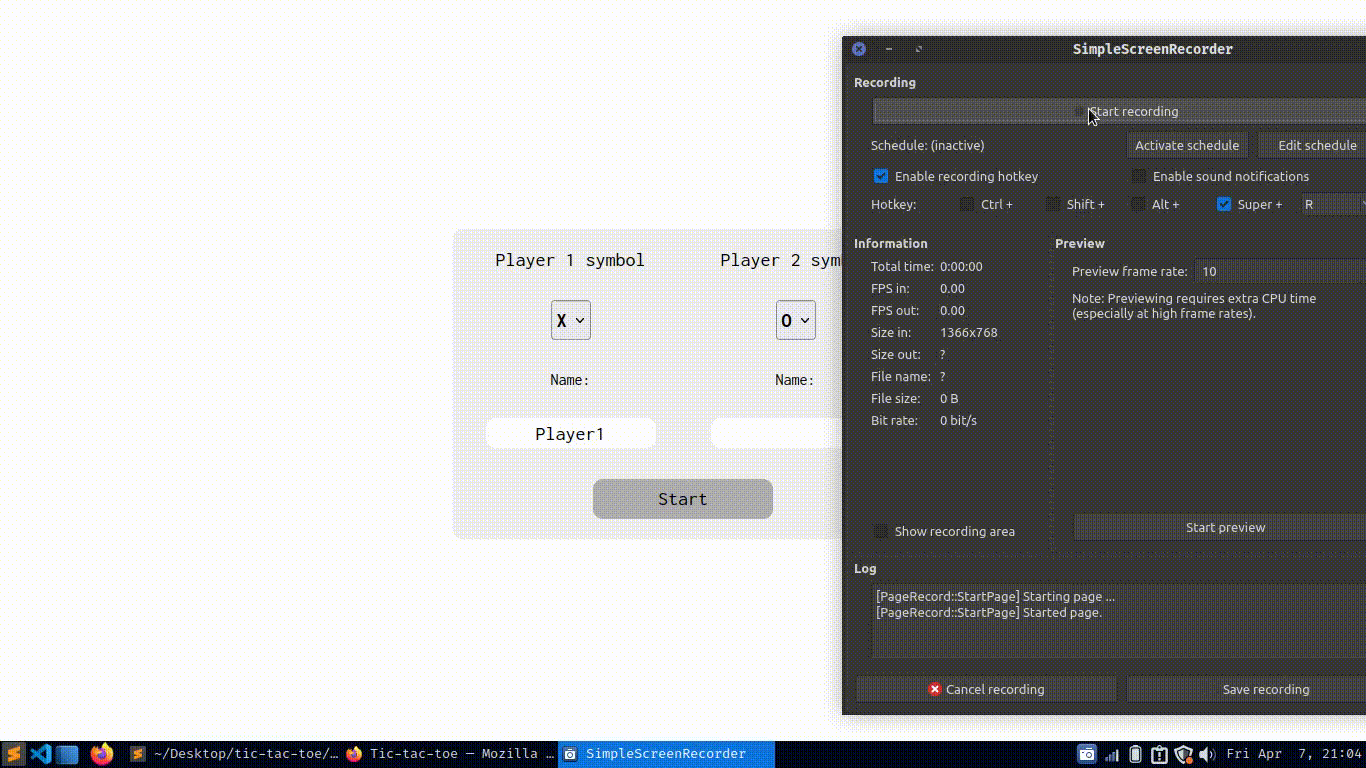 SimpleScreenRecorder
Recording
Start recording
Schedule: (inactive)
Activate schedule
Edit schedule
Enable recording hotkey
Enable sound notifications
Hotkey:
Ctrl +
Shift +
Alt +
Super +
R
Information
Total time: 0:00:00
FPS in: 0.00
FPS out: 0.00
Size in: 1366x768
Size out: ?
File name: ?
File size: 0 B
Bit rate: 0 bit/s
Show recording area
Preview
Preview frame rate: 10
Note: Previewing requires extra CPU time
(especially at high frame rates).
Start preview
Log
[PageRecord::StartPage] Starting page ...
[PageRecord::StartPage] Started page.
Cancel recording
Save recording
Player 1 symbol
Player 2 sym
X
O
Name:
Name:
Player1
Start
~/Desktop/tic-tac-toe/…
Tic-tac-toe — Mozilla …
SimpleScreenRecorder
Fri Apr 7, 21:04